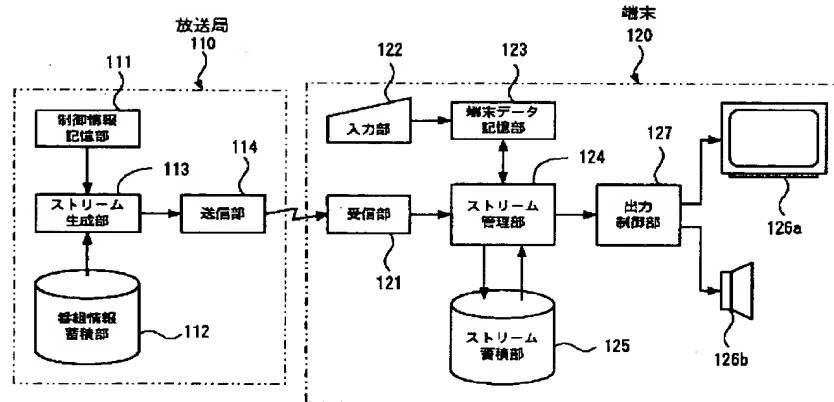 放送局
110
端末
120
111
122
123
制御情報
記憶部
入力部
端末データ
記憶部
113
114
124
127
ストリーム
生成部
送信部
受信部
ストリーム
管理部
出力
制御部
126a
121
番組情報
蓄積部
112
ストリーム
蓄積部
125
126b